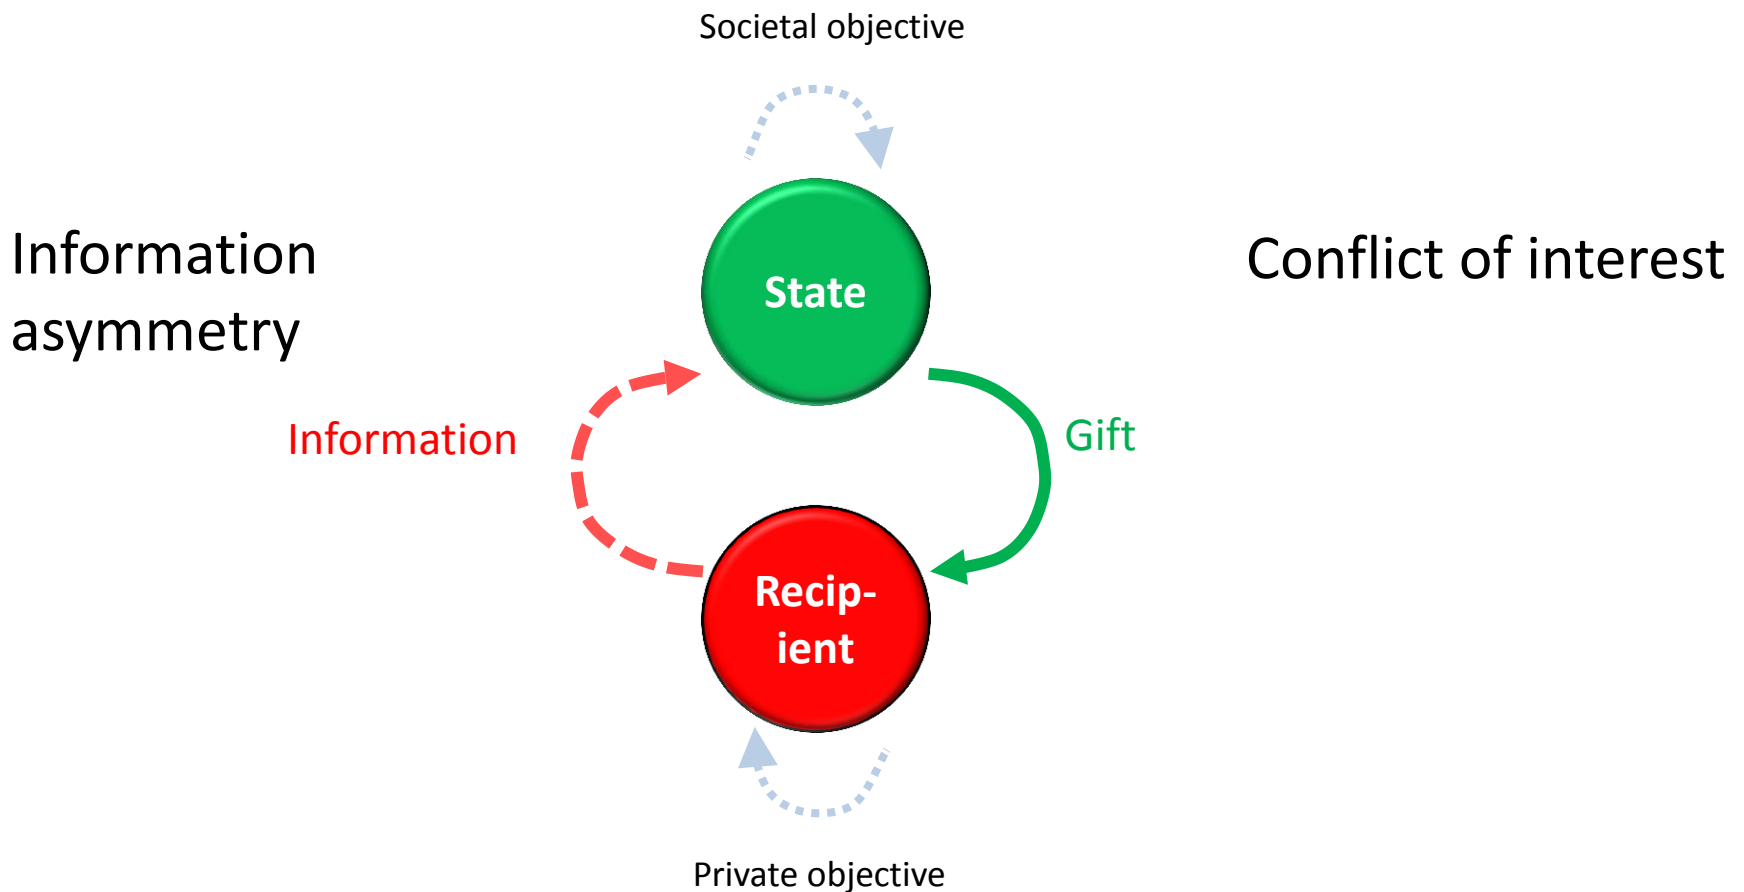 Societal objective
Information
asymmetry
Conflict of interest
State
Information
Gift
Recip-
ient
Private objective